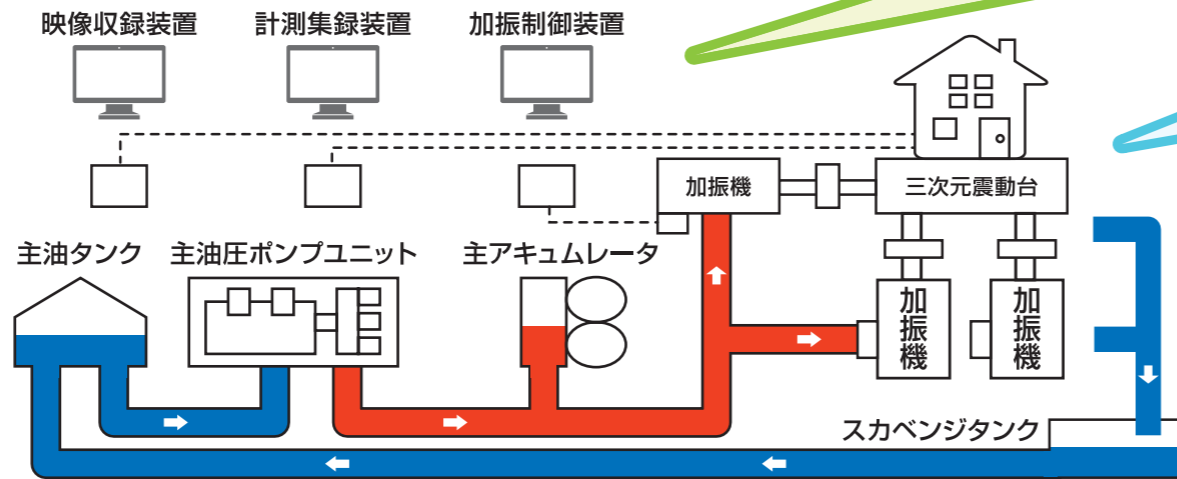 映像収録装置
計測集録装置
加振制御装置
加振機
三次元震動台
主油タンク
主油圧ポンプユニット
主アキュムレータ
加振機
加振機
スカベンジタンク